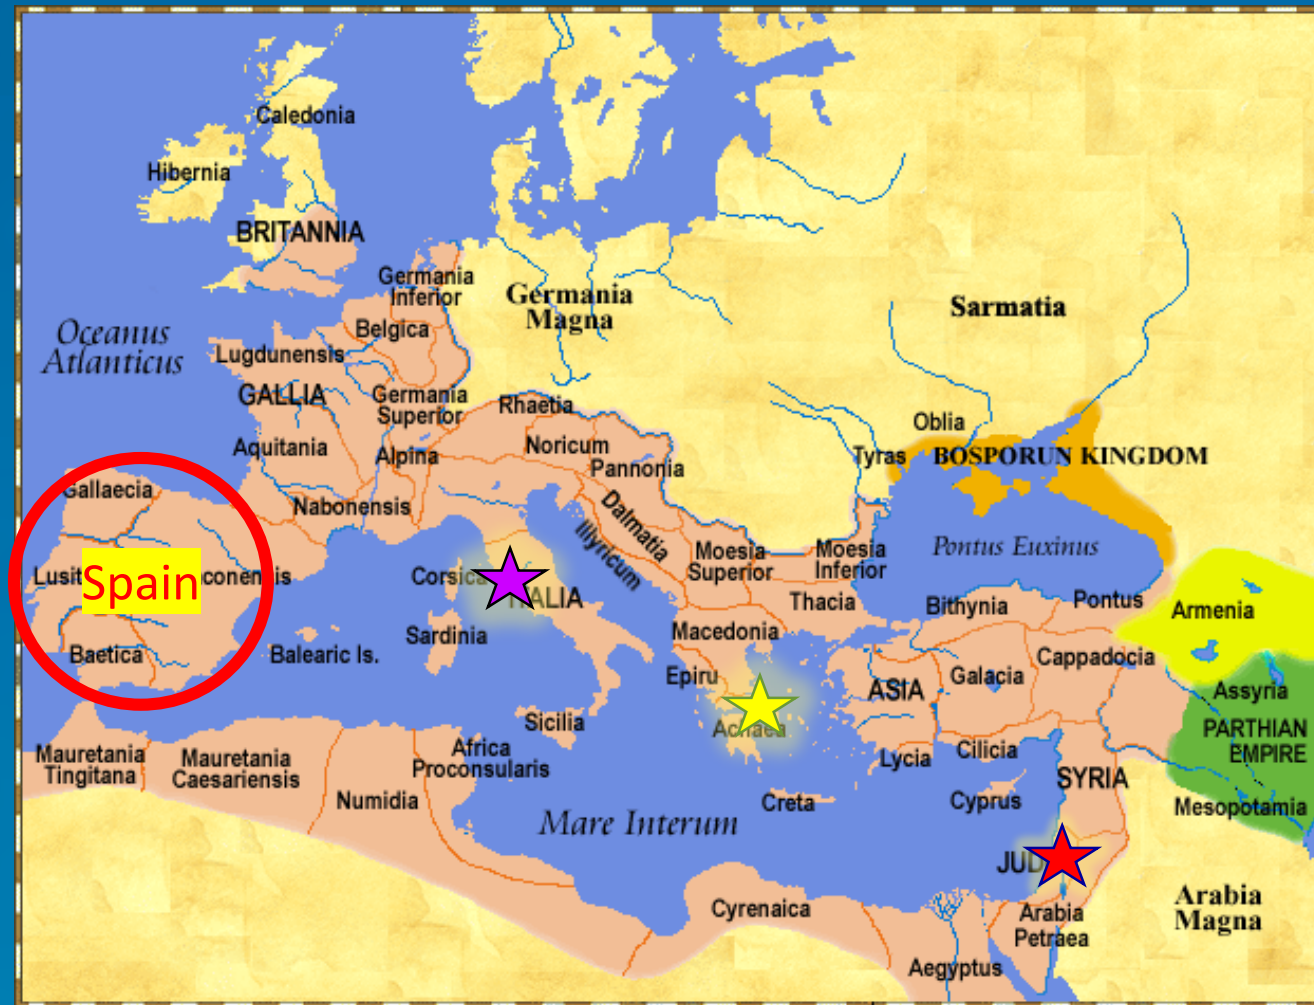 Caledonia
Hibernia
BRITANNIA
Germania
Inferior
Germania
Magna
Sarmatia
Oceanus
Atlanticus
Belgica
Lugdunensis
GALLIA
Germania
Superior
Rhaetia
Oblia
Aquitania
Alpina
Noricum
Pannonia
Tyras
BOSPORUN KINGDOM
Gallaecia
Nabonensis
Dalmatia
Illyricum
Moesia
Superior
Moesia
Inferior
Pontus Euxinus
Spain
Corsica
Thacia
Bithynia
Pontus
Armenia
Sardinia
Macedonia
Baetica
Balearic Is.
Epiru
ASIA
Galacia
Cappadocia
Assyria
PARTHIAN
EMPIRE
Sicilia
Achaea
Mauretania
Tingitana
Mauretania
Caesariensis
Africa
Proconsularis
Lycia
Cilicia
SYRIA
Numidia
Creta
Cyprus
Mesopotamia
Mare Interum
Cyrenaica
Arabia
Petraea
Arabia
Magna
Aegyptus